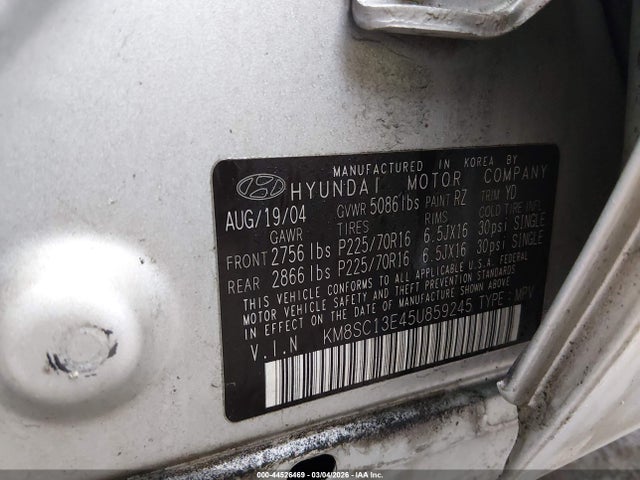 MANUFACTURED IN KOREA BY
HYUNDAI MOTOR COMPANY
AUG/19/04 GVWR 5086 lbs PAINT RZ TRIM YD
GAWR TIRES RIMS COLD TIRE INFL
FRONT 2756 lbs P225/70R16 6.5JX16 30psi SINGLE
REAR 2866 lbs P225/70R16 6.5JX16 30psi SINGLE
THIS VEHICLE CONFORMS TO ALL APPLICABLE U.S.A. FEDERAL
MOTOR VEHICLE SAFETY STANDARDS
IN EFFECT ON THE DATE OF MANUFACTURE SHOWN ABOVE.
V.I.N KM8SC13E45U859245 TYPE : MPV
000-44526469 - 03/04/2026 - IAA Inc.